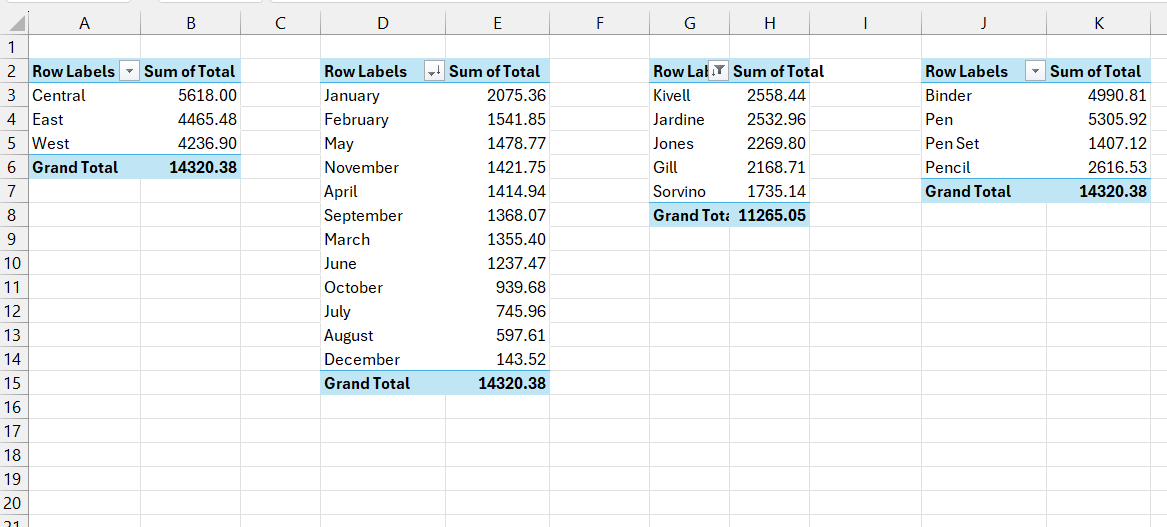 A B C D E F G H I J K
1
2 Row Labels Sum of Total Row Labels Sum of Total Row Lab Sum of Total Row Labels Sum of Total
3 Central 5618.00 January 2075.36 Kivell 2558.44 Binder 4990.81
4 East 4465.48 February 1541.85 Jardine 2532.96 Pen 5305.92
5 West 4236.90 May 1478.77 Jones 2269.80 Pen Set 1407.12
6 Grand Total 14320.38 November 1421.75 Gill 2168.71 Pencil 2616.53
7 April 1414.94 Sorvino 1735.14 Grand Total 14320.38
8 September 1368.07 Grand Tota 11265.05
9 March 1355.40
10 June 1237.47
11 October 939.68
12 July 745.96
13 August 597.61
14 December 143.52
15 Grand Total 14320.38
16
17
18
19
20
21